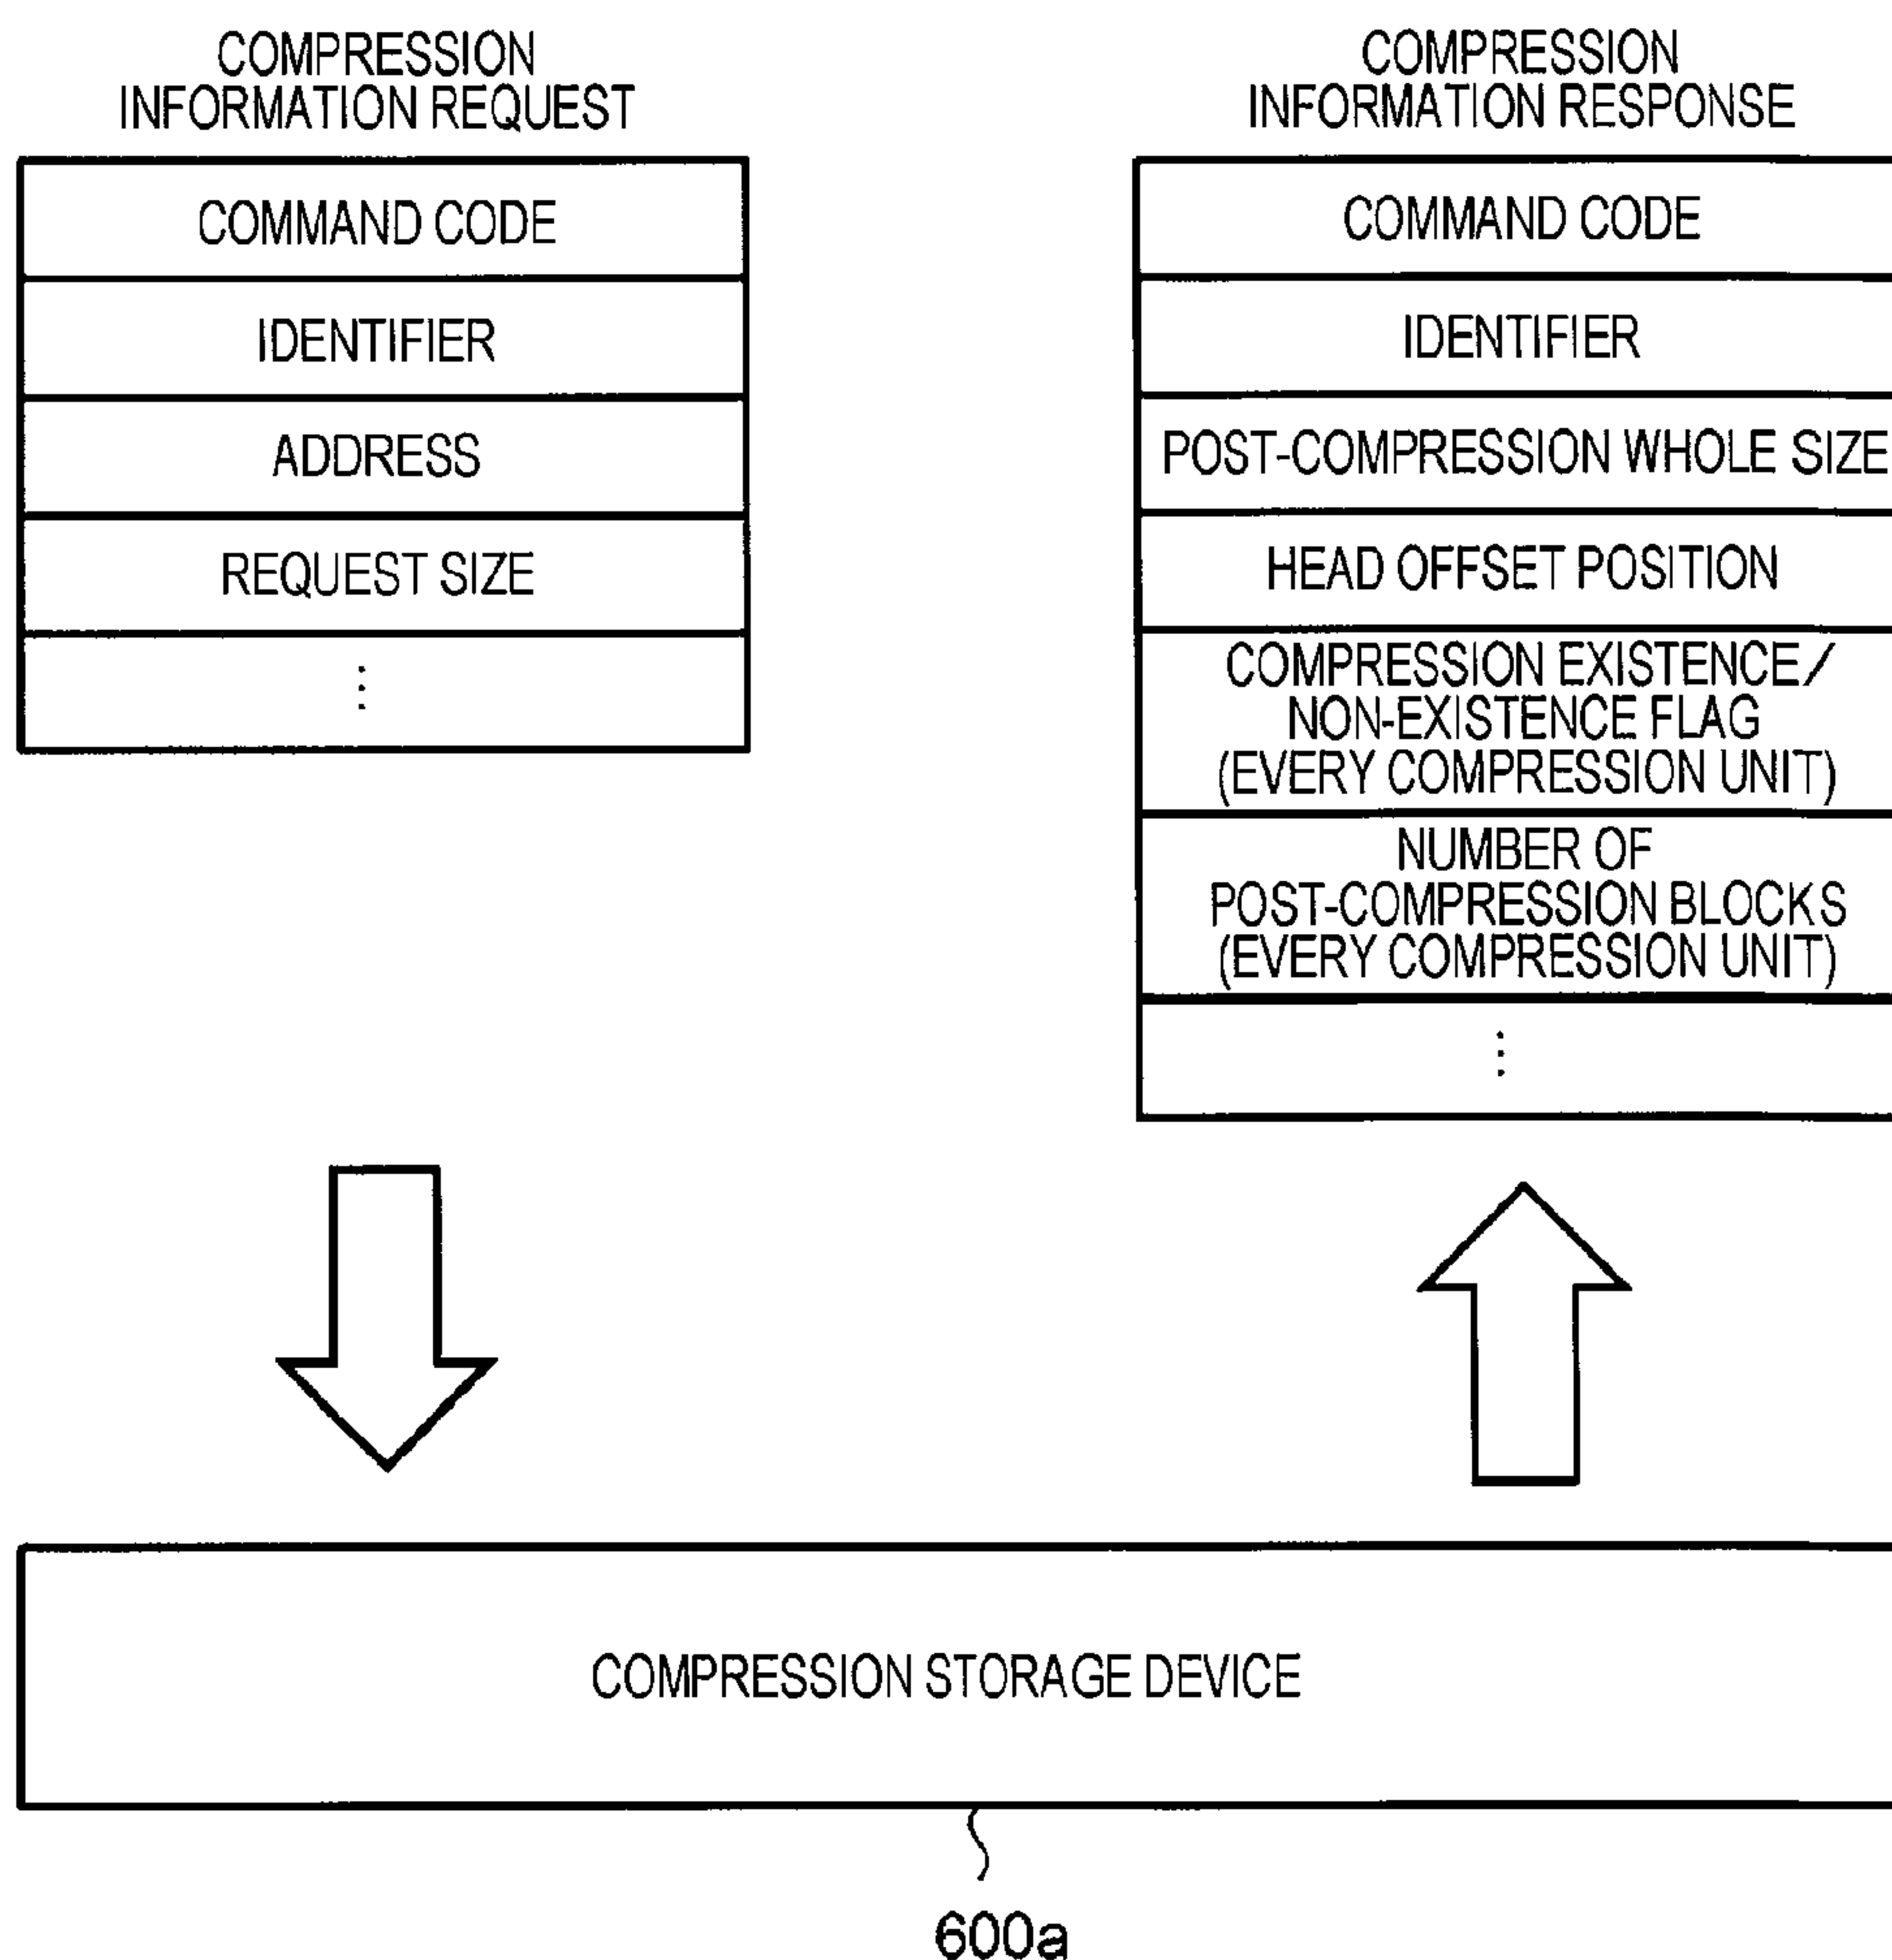 COMPRESSION
INFORMATION REQUEST
COMMAND CODE
IDENTIFIER
ADDRESS
REQUEST SIZE
⋮
COMPRESSION
INFORMATION RESPONSE
COMMAND CODE
IDENTIFIER
POST-COMPRESSION WHOLE SIZE
HEAD OFFSET POSITION
COMPRESSION EXISTENCE/
NON-EXISTENCE FLAG
(EVERY COMPRESSION UNIT)
NUMBER OF
POST-COMPRESSION BLOCKS
(EVERY COMPRESSION UNIT)
⋮
COMPRESSION STORAGE DEVICE
600a